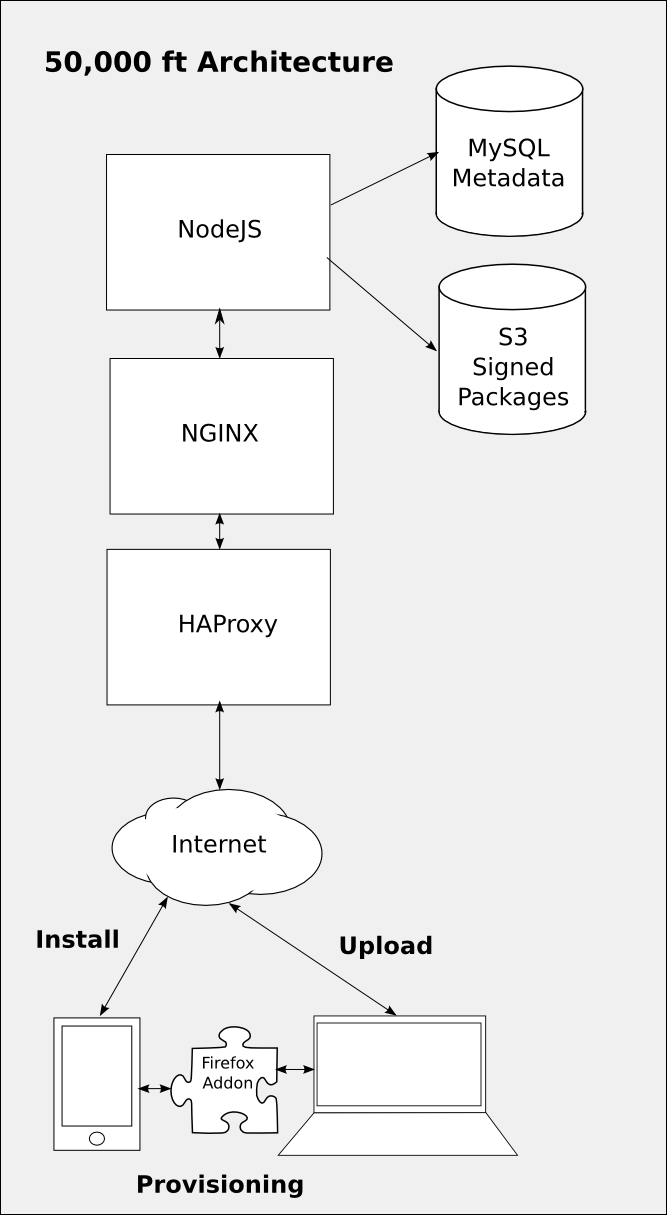 50,000 ft Architecture
MySQL
Metadata
NodeJS
S3
Signed
Packages
NGINX
HAProxy
Internet
Install
Upload
Firefox
Addon
Provisioning